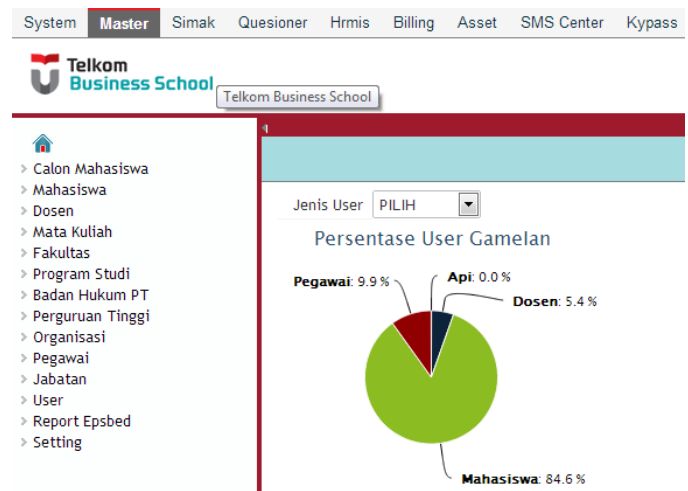 System Master Simak Quesioner Hrmis Billing Asset SMS Center Kypass
Telkom
Business School
Telkom Business School
Calon Mahasiswa
Mahasiswa
Dosen
Mata Kuliah
Fakultas
Program Studi
Badan Hukum PT
Perguruan Tinggi
Organisasi
Pegawai
Jabatan
User
Report Epsbed
Setting
Jenis User PILIH
Persentase User Gamelan
Pegawai: 9.9 % Api: 0.0 %
Dosen: 5.4 %
Mahasiswa: 84.6 %